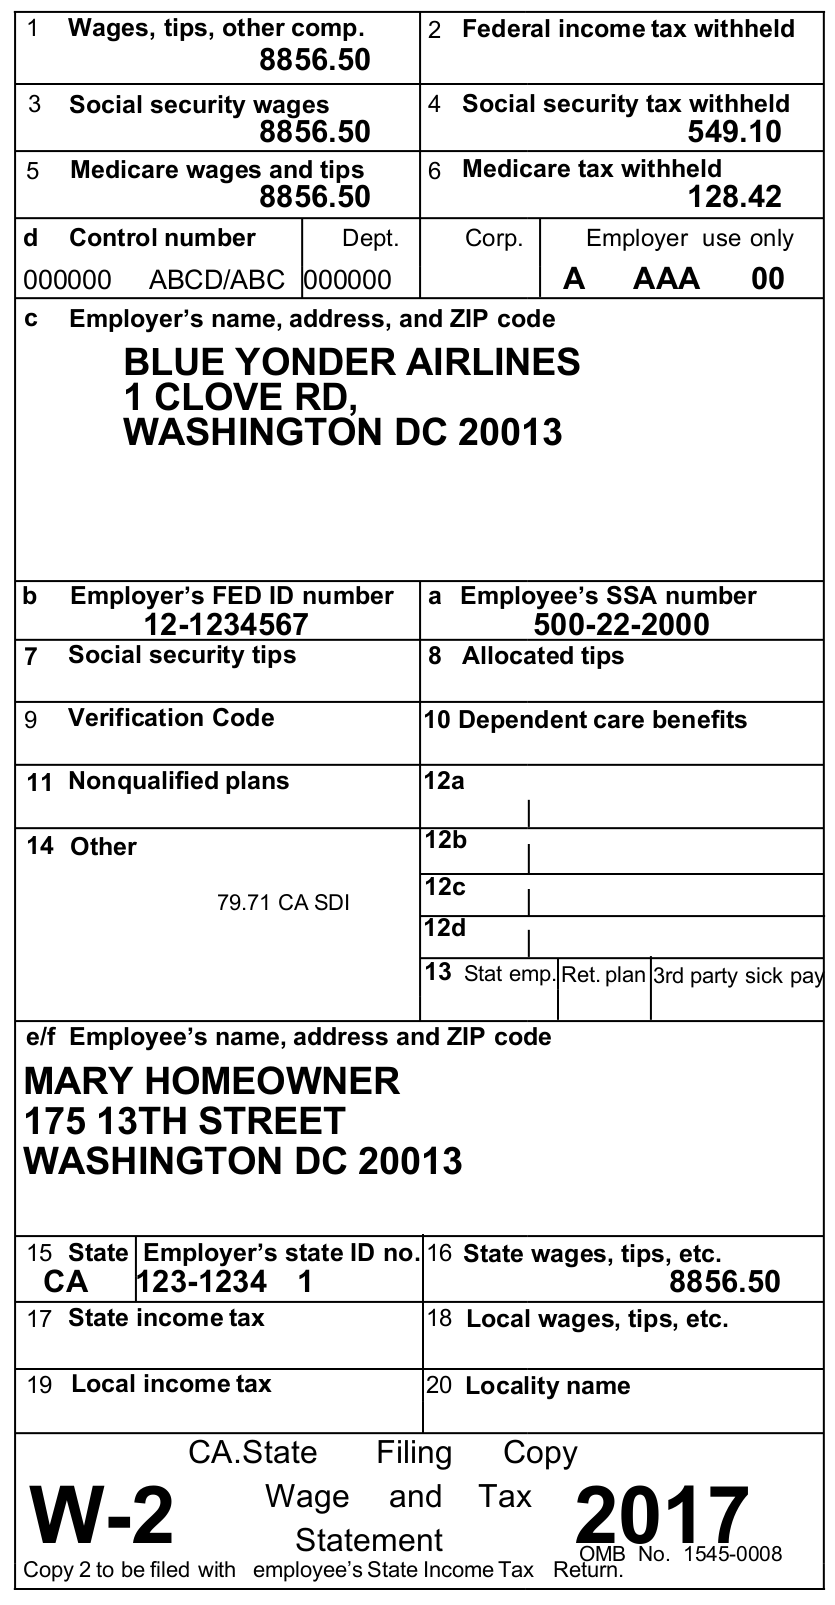 1 Wages, tips, other comp.
8856.50
2 Federal income tax withheld
3 Social security wages
8856.50
4 Social security tax withheld
549.10
5 Medicare wages and tips
8856.50
6 Medicare tax withheld
128.42
d Control number
000000 ABCD/ABC
Dept.
000000
Corp.
Employer use only
A AAA 00
c Employer’s name, address, and ZIP code
BLUE YONDER AIRLINES
1 CLOVE RD,
WASHINGTON DC 20013
b Employer’s FED ID number
12-1234567
a Employee’s SSA number
500-22-2000
7 Social security tips
8 Allocated tips
9 Verification Code
10 Dependent care benefits
11 Nonqualified plans
12a
14 Other
79.71 CA SDI
12b
12c
12d
13 Stat emp. Ret. plan 3rd party sick pay
e/f Employee’s name, address and ZIP code
MARY HOMEOWNER
175 13TH STREET
WASHINGTON DC 20013
15 State
CA
Employer’s state ID no.
123-1234 1
16 State wages, tips, etc.
8856.50
17 State income tax
18 Local wages, tips, etc.
19 Local income tax
20 Locality name
CA.State Filing Copy
W-2
Wage and Tax
Statement
2017
OMB No. 1545-0008
Copy 2 to be filed with employee’s State Income Tax Return.